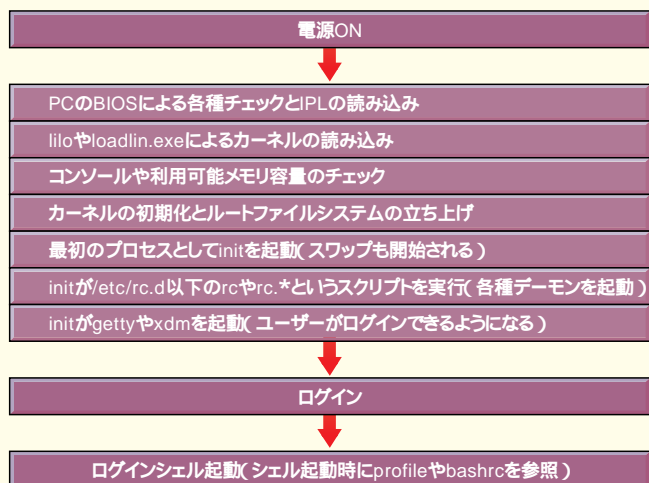 電源ON
PCのBIOSによる各種チェックとIPLの読み込み
liloやloadlin.exeによるカーネルの読み込み
コンソールや利用可能メモリ容量のチェック
カーネルの初期化とルートファイルシステムの立ち上げ
最初のプロセスとしてinitを起動(スワップも開始される)
initが/etc/rc.d以下のrcやrc.*というスクリプトを実行(各種デーモンを起動)
initがgettyやxdmを起動(ユーザーがログインできるようになる)
ログイン
ログインシェル起動(シェル起動時にprofileやbashrcを参照)